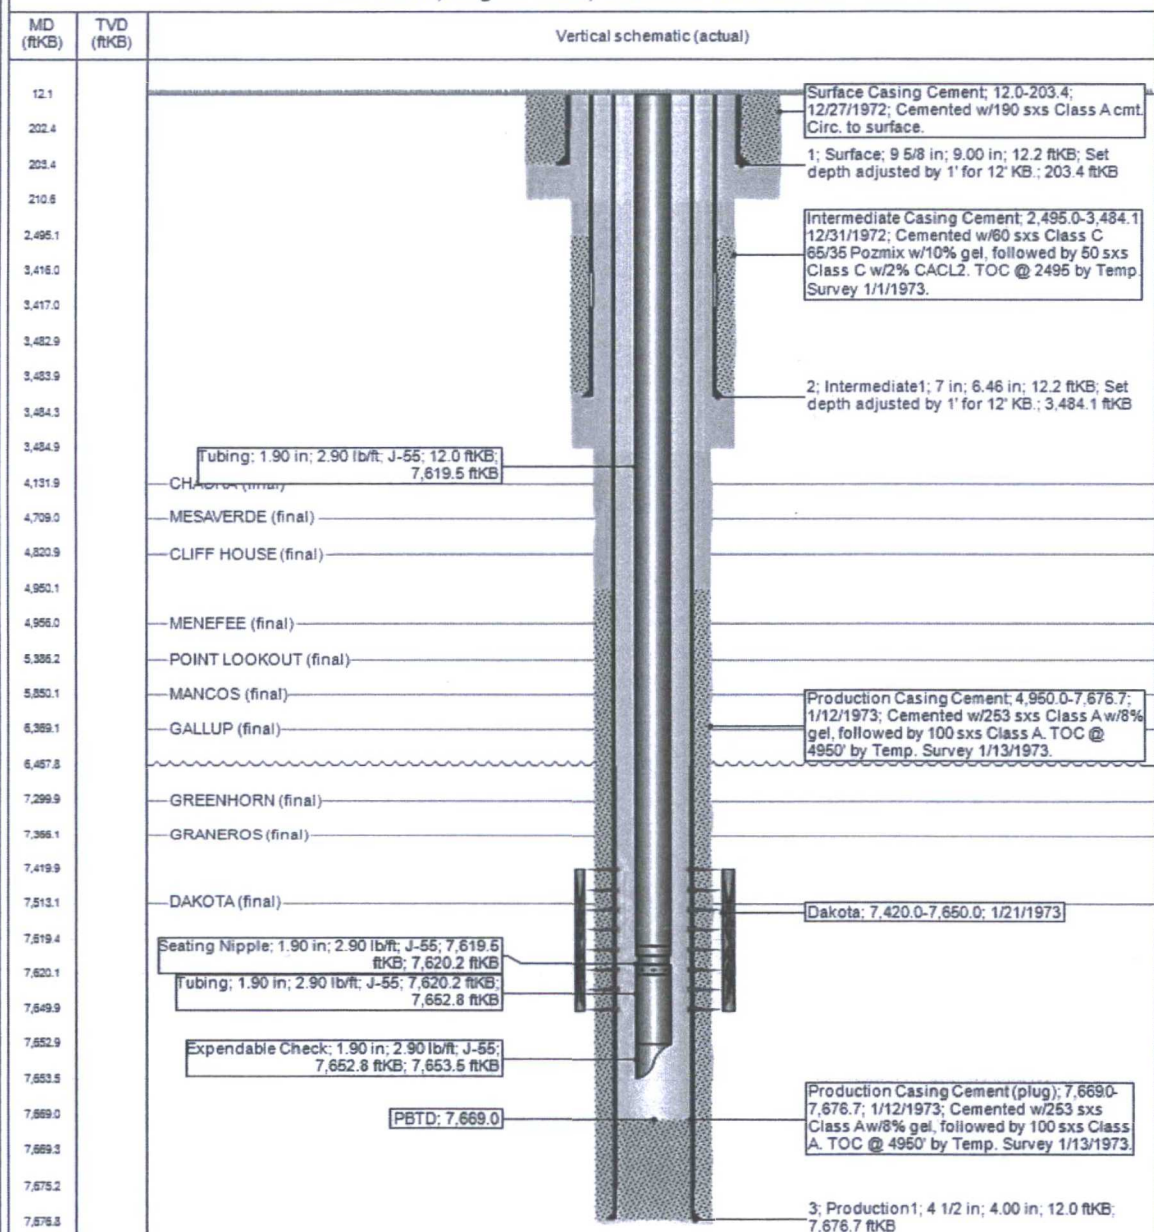 MD (ftKB)
TVD (ftKB)
Vertical schematic (actual)
12.1
202.4
203.4
210.6
2,495.1
3,416.0
3,417.0
3,482.9
3,483.9
3,484.3
3,484.9
4,131.9
4,709.0
4,820.9
4,950.1
4,956.0
5,386.2
5,850.1
6,369.1
6,467.8
7,299.9
7,366.1
7,419.9
7,513.1
7,619.4
7,620.1
7,649.9
7,652.9
7,653.5
7,669.0
7,669.3
7,675.2
7,676.8
Surface Casing Cement; 12.0-203.4;
12/27/1972; Cemented w/190 sxs Class A cmt.
Circ. to surface.
1; Surface; 9 5/8 in; 9.00 in; 12.2 ftKB; Set
depth adjusted by 1' for 12' KB.; 203.4 ftKB
Intermediate Casing Cement; 2,495.0-3,484.1
12/31/1972; Cemented w/60 sxs Class C
65/35 Pozmix w/10% gel, followed by 50 sxs
Class C w/2% CACL2. TOC @ 2495 by Temp.
Survey 1/1/1973.
2; Intermediate1; 7 in; 6.46 in; 12.2 ftKB; Set
depth adjusted by 1' for 12' KB.; 3,484.1 ftKB
Tubing; 1.90 in; 2.90 lb/ft; J-55; 12.0 ftKB;
7,619.5 ftKB
(final)
MESAVERDE (final)
CLIFF HOUSE (final)
MENEFEE (final)
POINT LOOKOUT (final)
MANCOS (final)
GALLUP (final)
Production Casing Cement; 4,950.0-7,676.7;
1/12/1973; Cemented w/253 sxs Class A w/8%
gel, followed by 100 sxs Class A. TOC @
4950' by Temp. Survey 1/13/1973.
GREENHORN (final)
GRANEROS (final)
DAKOTA (final)
Dakota; 7,420.0-7,650.0; 1/21/1973
Seating Nipple; 1.90 in; 2.90 lb/ft; J-55; 7,619.5
ftKB; 7,620.2 ftKB
Tubing; 1.90 in; 2.90 lb/ft; J-55; 7,620.2 ftKB;
7,652.8 ftKB
Expendable Check; 1.90 in; 2.90 lb/ft; J-55;
7,652.8 ftKB; 7,653.5 ftKB
PBTD; 7,669.0
Production Casing Cement (plug); 7,669.0-
7,676.7; 1/12/1973; Cemented w/253 sxs
Class A w/8% gel, followed by 100 sxs Class
A. TOC @ 4950' by Temp. Survey 1/13/1973.
3; Production1; 4 1/2 in; 4.00 in; 12.0 ftKB;
7,676.7 ftKB